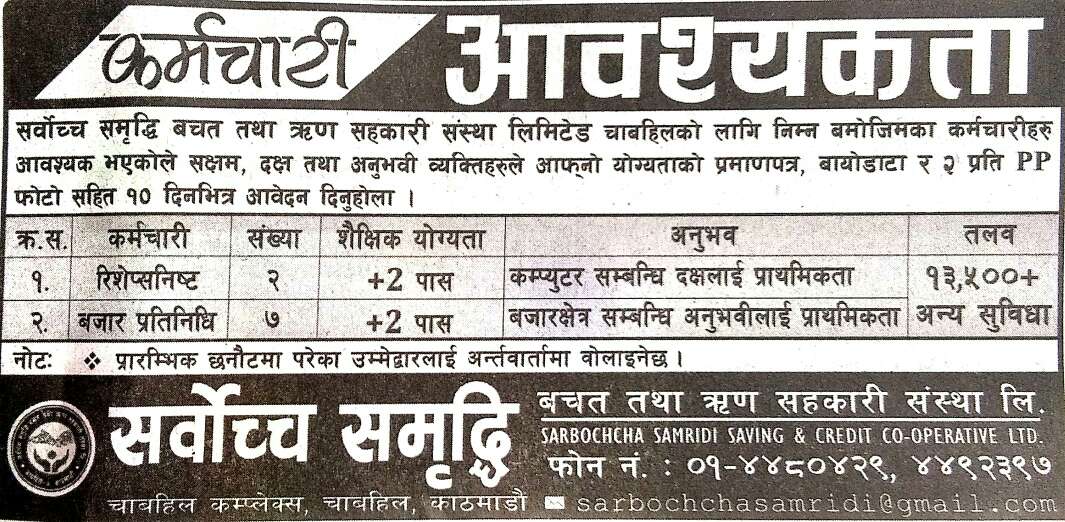 कर्मचारी आवश्यकता
सर्वोच्च समृद्धि बचत तथा ऋण सहकारी संस्था लिमिटेड चाबहिलको लागि निम्न बमोजिमका कर्मचारीहरु
आवश्यक भएकोले सक्षम, दक्ष तथा अनुभवी व्यक्तिहरुले आफ्नो योग्यताको प्रमाणपत्र, बायोडाटा र २ प्रति PP
फोटो सहित १० दिनभित्र आवेदन दिनुहोला ।
क्र.स. कर्मचारी संख्या शैक्षिक योग्यता अनुभव तलव
१. रिशेप्सनिष्ट २ +2 पास कम्प्युटर सम्बन्धि दक्षलाई प्राथमिकता १३,५००+
२. बजार प्रतिनिधि ७ +2 पास बजारक्षेत्र सम्बन्धि अनुभवीलाई प्राथमिकता अन्य सुविधा
नोटः ❖ प्रारम्भिक छनौटमा परेका उम्मेद्वारलाई अर्न्तवार्तामा वोलाइनेछ ।
सर्वोच्च समृद्धि बचत तथा ऋण सहकारी संस्था लि.
SARBOCHCHA SAMRIDI SAVING & CREDIT CO-OPERATIVE LTD.
फोन नं. : ०१-४४८०४२९, ४४९२३९७
चाबहिल कम्प्लेक्स, चाबहिल, काठमाडौं ✉ sarbochchasamridi@gmail.com